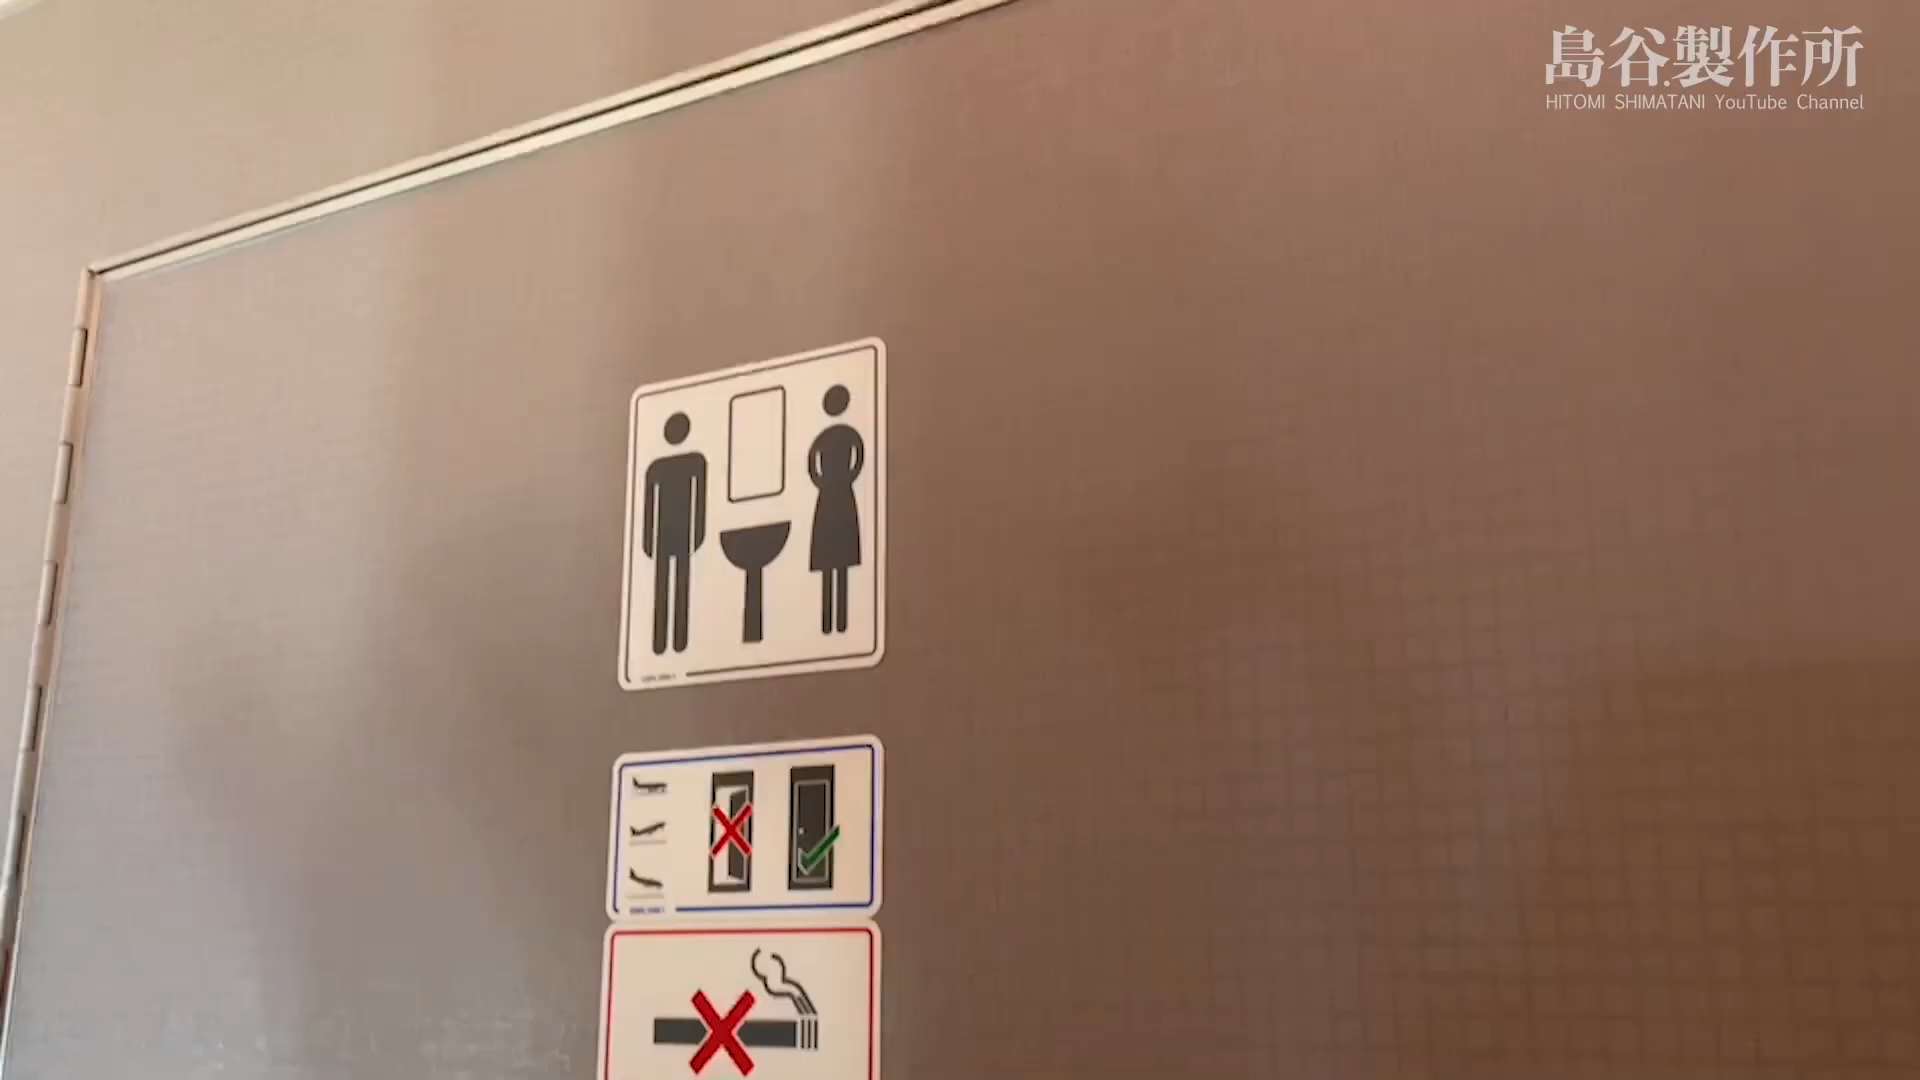 島谷製作所
HITOMI SHIMATANI YouTube Channel